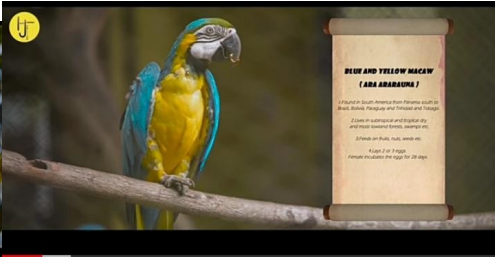 HJ
BLUE AND YELLOW MACAW
( ARA ARARAUNA )
1.Found in South America from Panama south to
Brazil, Bolivia, Paraguay and Trinidad and Tobago.
2.Lives in subtropical and tropical dry
and moist lowland forests, swamps etc.
3.Feeds on fruits, nuts, seeds etc.
4.Lays 2 or 3 eggs.
Female incubates the eggs for 28 days.